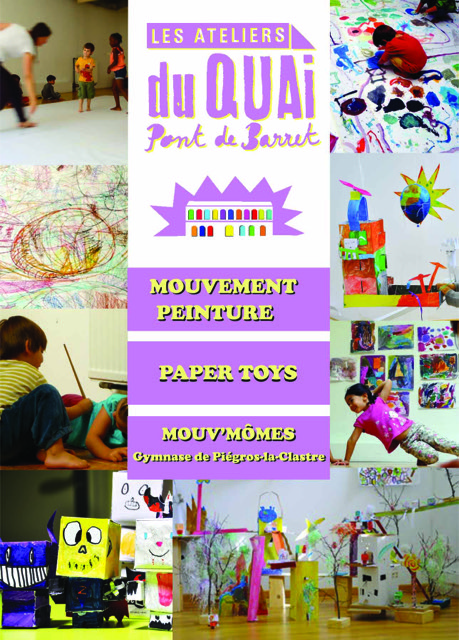 LES ATELIERS
du QUAi
Pont de Barret
MOUVEMENT
PEINTURE
PAPER TOYS
MOUV'MÔMES
Gymnase de Piégros-la-Clastre